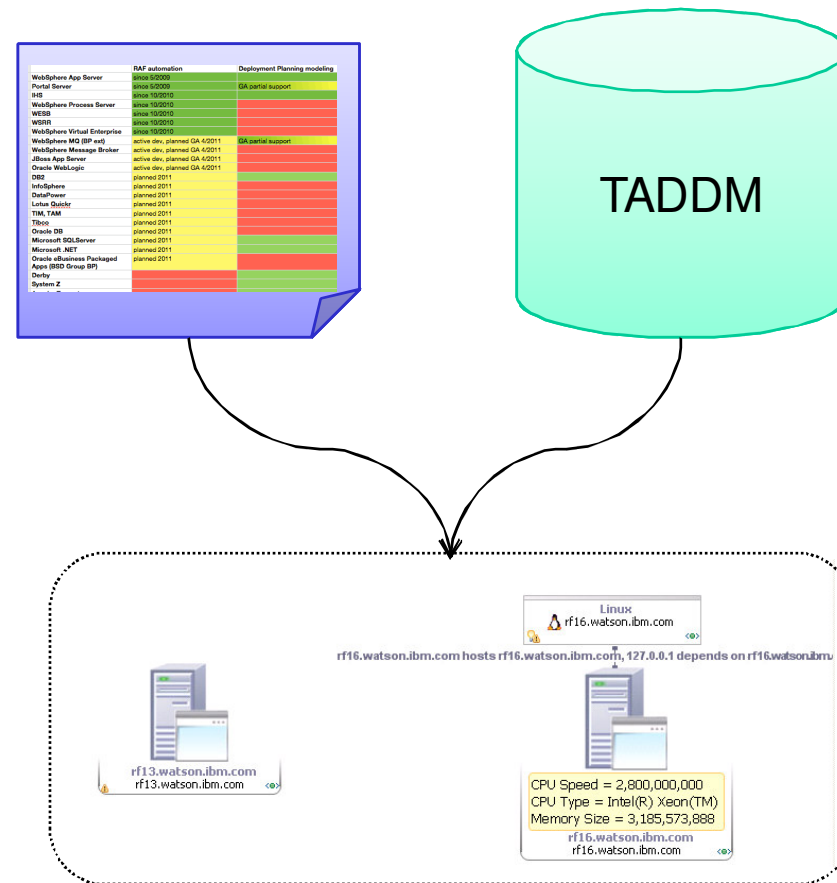 RAF automation Deployment Planning modeling
WebSphere App Server since 5/2009
Portal Server since 5/2009 GA partial support
IHS since 10/2010
WebSphere Process Server since 10/2010
WESB since 10/2010
WSRR since 10/2010
WebSphere Virtual Enterprise since 10/2010
WebSphere MQ (BP ext) active dev, planned GA 4/2011 GA partial support
WebSphere Message Broker active dev, planned GA 4/2011
JBoss App Server active dev, planned GA 4/2011
Oracle WebLogic active dev, planned GA 4/2011
DB2 planned 2011
InfoSphere planned 2011
DataPower planned 2011
Lotus Quickr planned 2011
TIM, TAM planned 2011
Tibco planned 2011
Oracle DB planned 2011
Microsoft SQLServer planned 2011
Microsoft .NET planned 2011
Oracle eBusiness Packaged planned 2011
Apps (BSD Group BP)
Derby
System Z
TADDM
Linux
rf16.watson.ibm.com
rf16.watson.ibm.com hosts rf16.watson.ibm.com, 127.0.0.1 depends on rf16.watson.ibm.
rf13.watson.ibm.com
rf13.watson.ibm.com
CPU Speed = 2,800,000,000
CPU Type = Intel(R) Xeon(TM)
Memory Size = 3,185,573,888
rf16.watson.ibm.com
rf16.watson.ibm.com